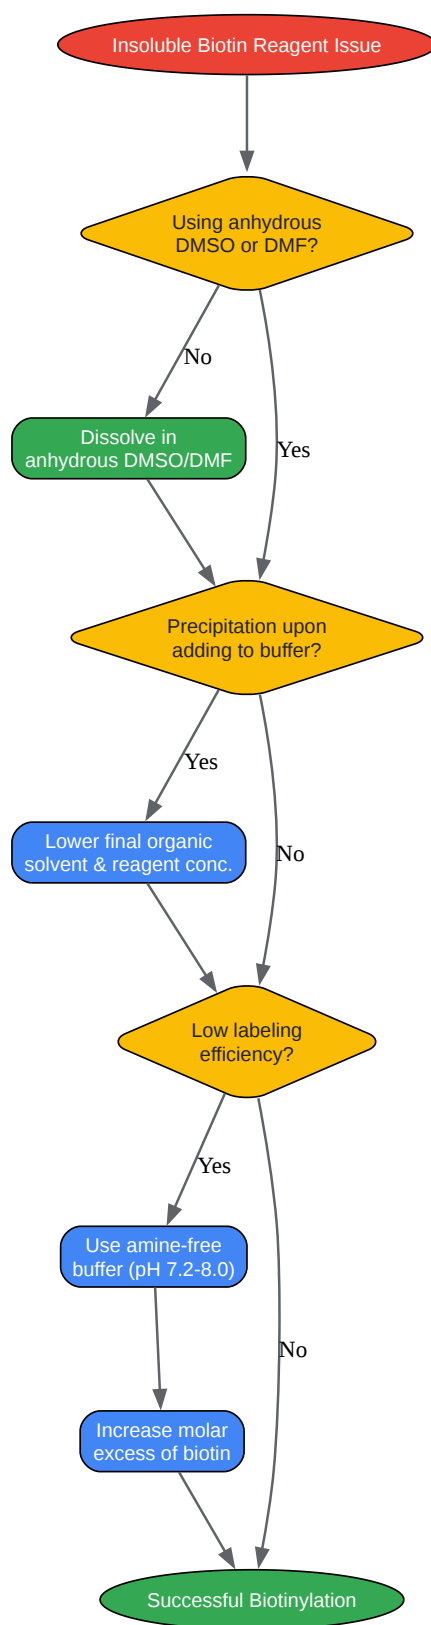 Insoluble Biotin Reagent Issue
Using anhydrous
DMSO or DMF?
No
Dissolve in
anhydrous DMSO/DMF
Yes
Precipitation upon
adding to buffer?
Yes
Lower final organic
solvent & reagent conc.
No
Low labeling
efficiency?
Yes
Use amine-free
buffer (pH 7.2-8.0)
No
Increase molar
excess of biotin
Successful Biotinylation